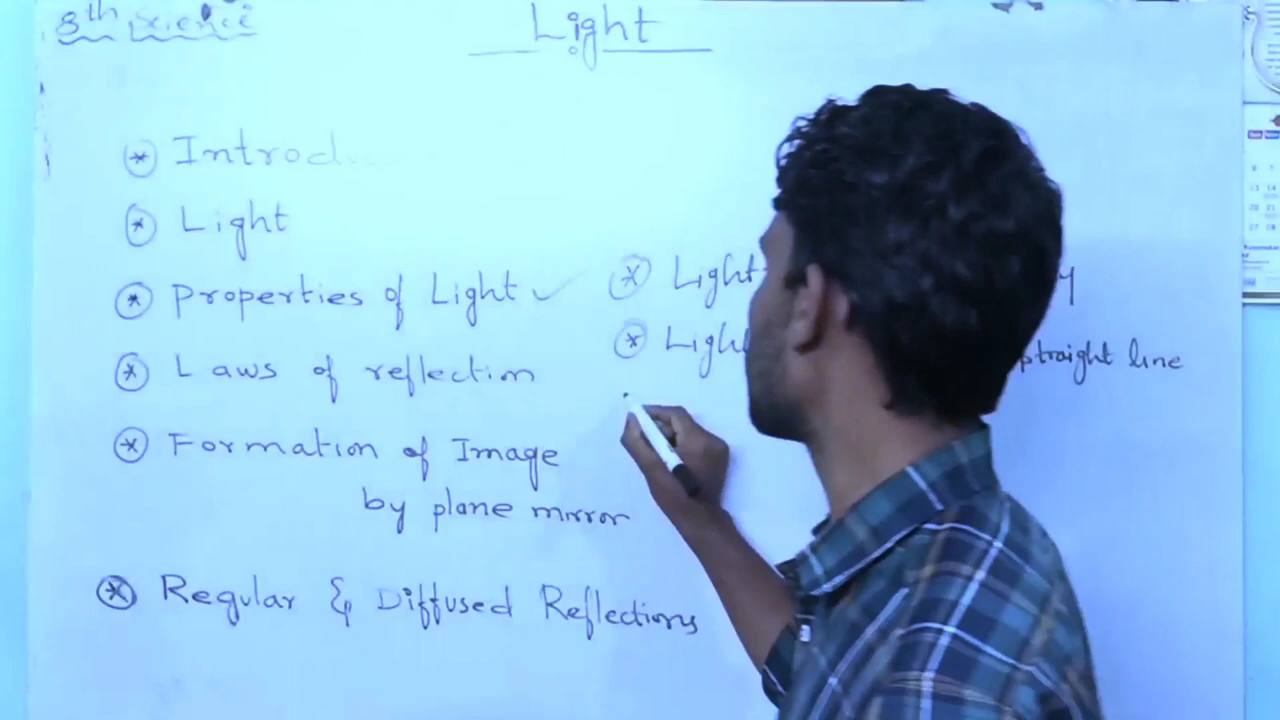 8th Science
Light
Introd
Light
Properties of Light
Laws of reflection
Formation of Image
by plane mirror
Regular & Diffused Reflections
Light
Light straight line